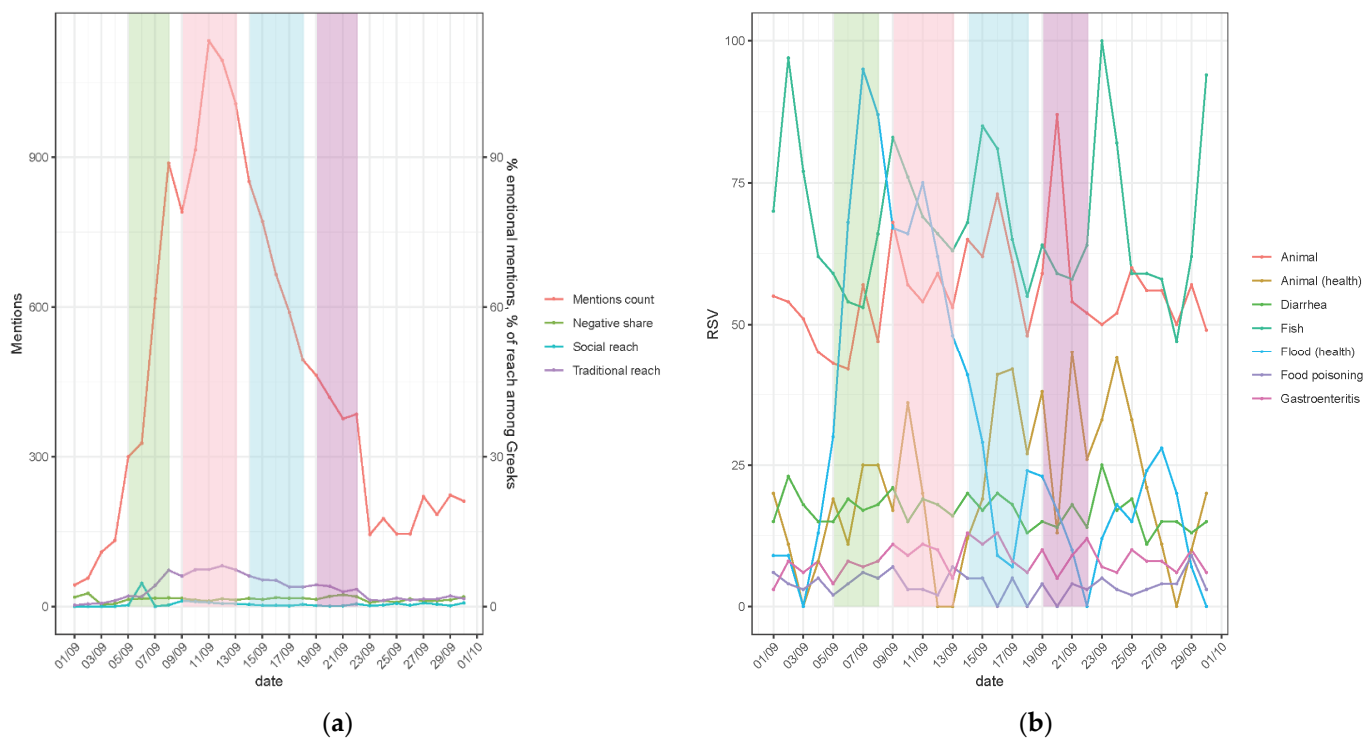 Mentions
900
600
300
0
90
60
30
0
% emotional mentions, % of reach among Greeks
01/09
03/09
05/09
07/09
09/09
11/09
13/09
15/09
17/09
19/09
21/09
23/09
25/09
27/09
29/09
01/10
date
Mentions count
Negative share
Social reach
Traditional reach
(a)
RSV
100
75
50
25
0
01/09
03/09
05/09
07/09
09/09
11/09
13/09
15/09
17/09
19/09
21/09
23/09
25/09
27/09
29/09
01/10
date
Animal
Animal (health)
Diarrhea
Fish
Flood (health)
Food poisoning
Gastroenteritis
(b)